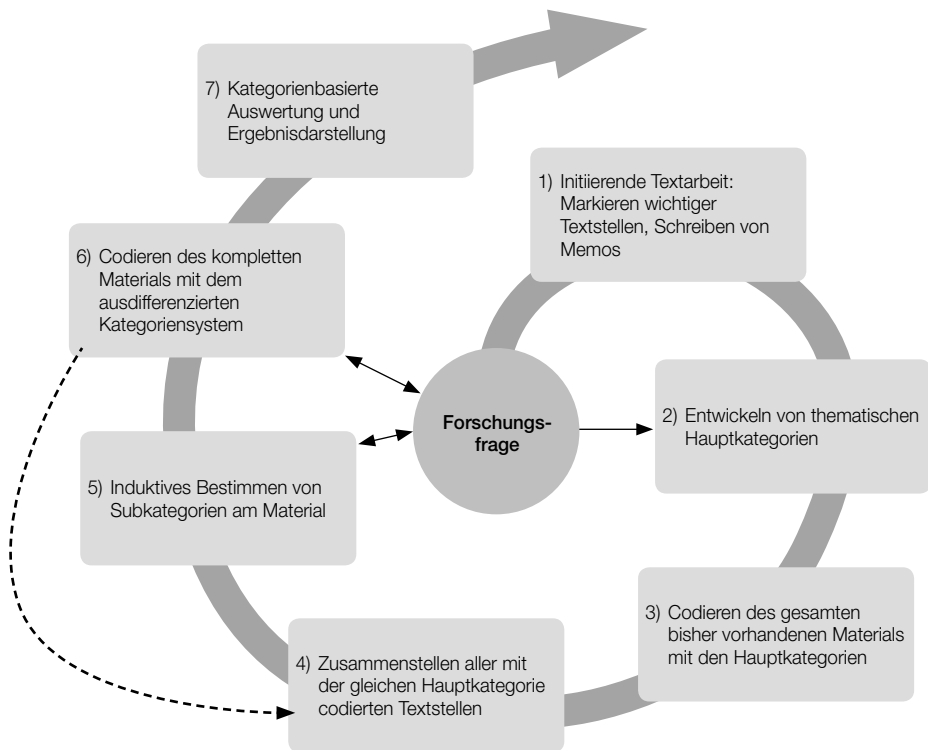 7) Kategorienbasierte
Auswertung und
Ergebnisdarstellung
1) Initiierende Textarbeit:
Markieren wichtiger
Textstellen, Schreiben von
Memos
6) Codieren des kompletten
Materials mit dem
ausdifferenzierten
Kategoriensystem
Forschungs-
frage
2) Entwickeln von thematischen
Hauptkategorien
5) Induktives Bestimmen von
Subkategorien am Material
3) Codieren des gesamten
bisher vorhandenen Materials
mit den Hauptkategorien
4) Zusammenstellen aller mit
der gleichen Hauptkategorie
codierten Textstellen